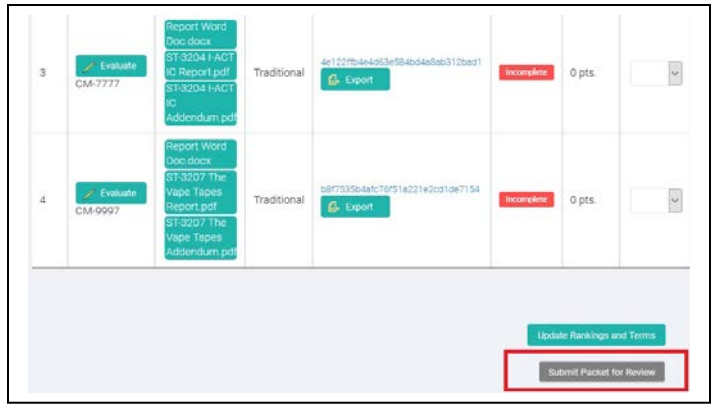 Report Word
Doc.docx
ST-3204 I-ACT
IC Report.pdf
ST-3204 I-ACT
IC
Addendum.pdf
3
Evaluate
CM-7777
Traditional
4e122ffb4e4d63e584bd4a8ab312bad1
Export
Incomplete
0 pts.
Report Word
Doc.docx
ST-3207 The
Vape Tapes
Report.pdf
ST-3207 The
Vape Tapes
Addendum.pdf
4
Evaluate
CM-9997
Traditional
b8f7535b4afc76f51a221e2cd1de7154
Export
Incomplete
0 pts.
Update Rankings and Terms
Submit Packet for Review